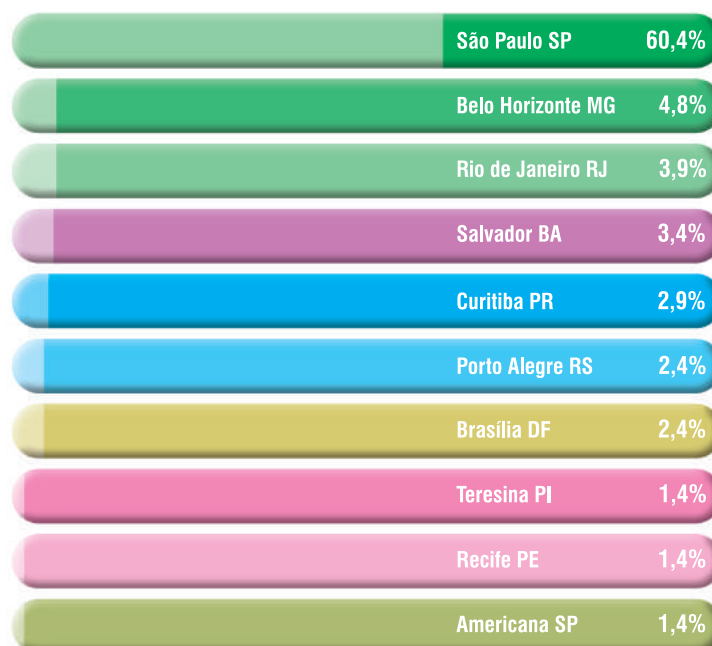 São Paulo SP 60,4%
Belo Horizonte MG 4,8%
Rio de Janeiro RJ 3,9%
Salvador BA 3,4%
Curitiba PR 2,9%
Porto Alegre RS 2,4%
Brasília DF 2,4%
Teresina PI 1,4%
Recife PE 1,4%
Americana SP 1,4%